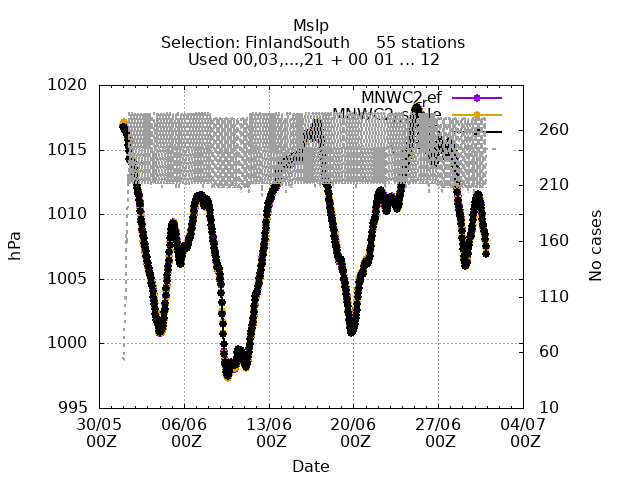 Mslp
Selection: FinlandSouth 55 stations
Used 00,03,...,21 + 00 01 ... 12
hPa
1020
1015
1010
1005
1000
995
MNWC2_ef
260
210
160
110
60
10
No cases
30/05 06/06 13/06 20/06 27/06 04/07
00Z 00Z 00Z 00Z 00Z 00Z
Date